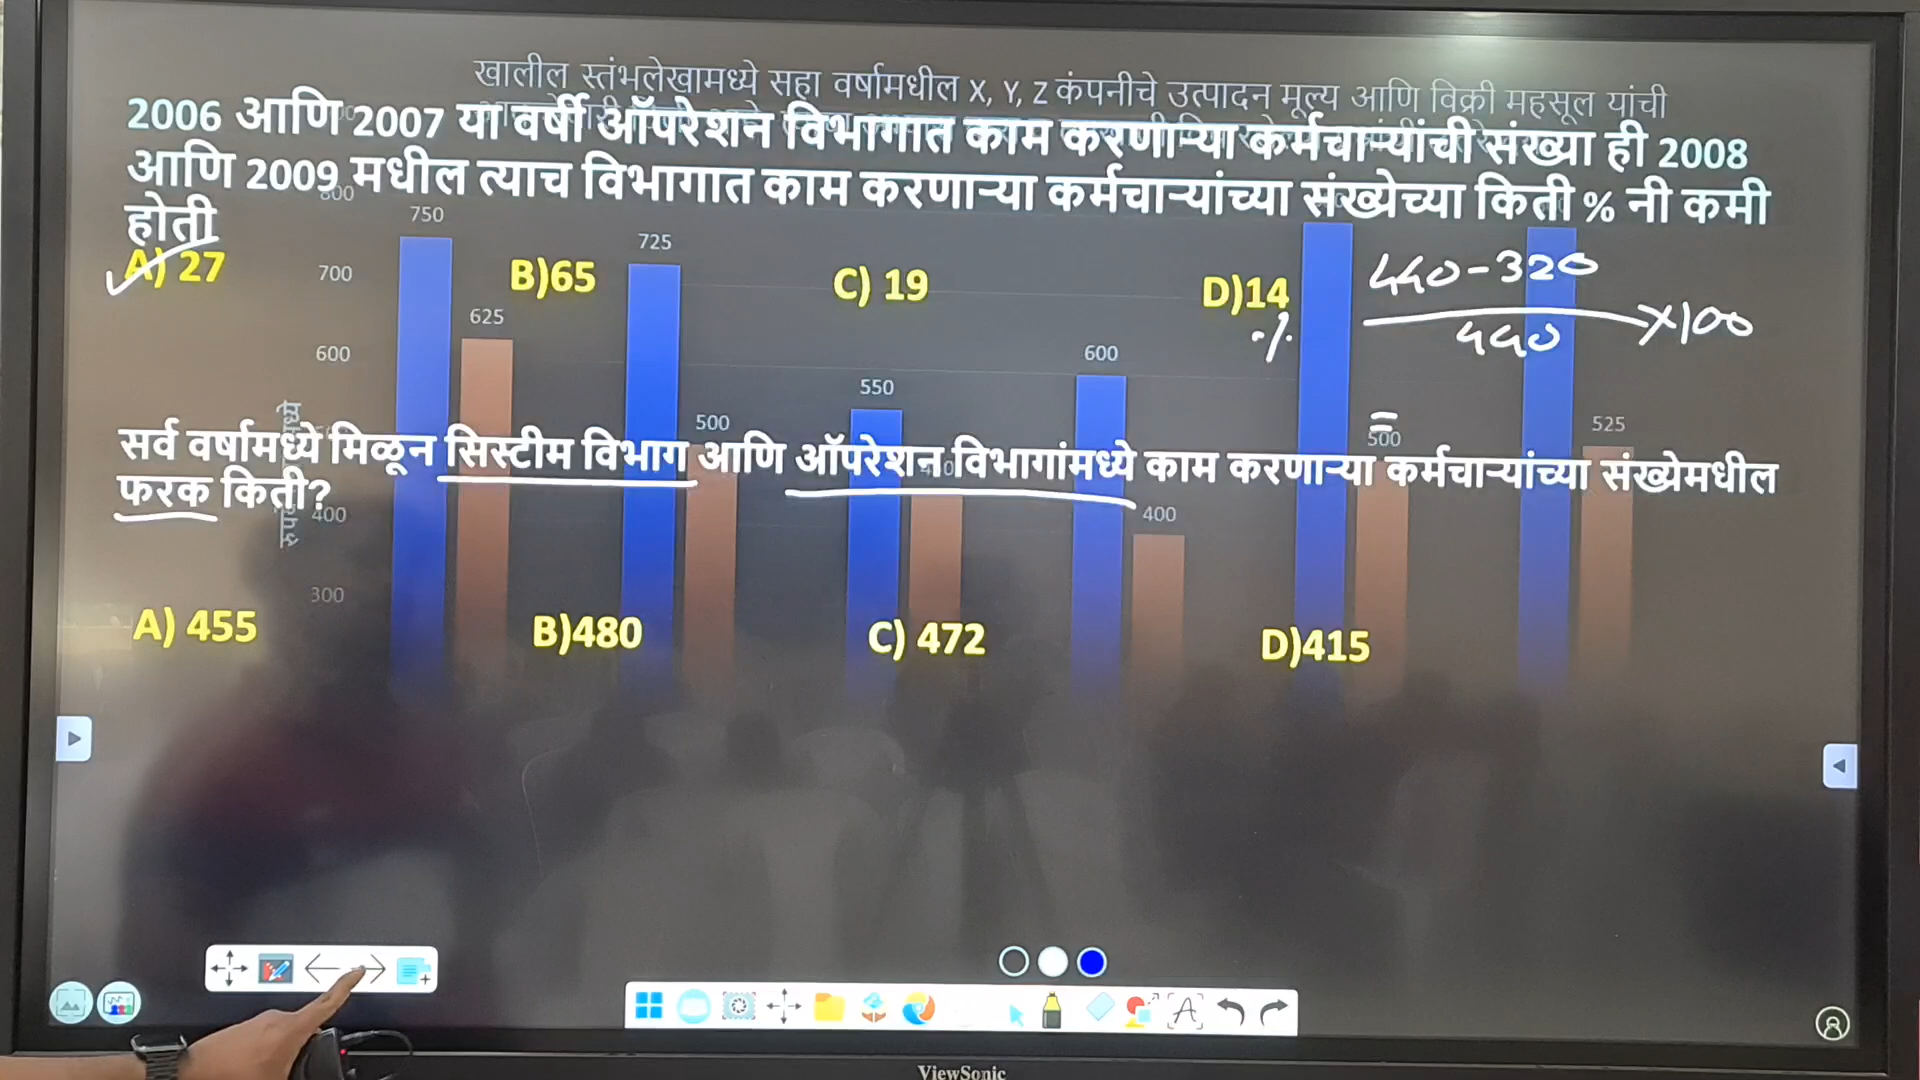 खालील स्तंभलेखामध्ये सहा वर्षामधील X, Y, Z कंपनीचे उत्पादन मूल्य आणि विक्री महसूल यांची
2006 आणि 2007 या वर्षी ऑपरेशन विभागात काम करणाऱ्या कर्मचाऱ्यांची संख्या ही 2008
आणि 2009 मधील त्याच विभागात काम करणाऱ्या कर्मचाऱ्यांच्या संख्येच्या किती % नी कमी
होती
800
750
725
A) 27
B)65
C) 19
D)14
%
440-320
440
X100
=
700
625
600
600
550
500
500
525
सर्व वर्षामध्ये मिळून सिस्टीम विभाग आणि ऑपरेशन विभागांमध्ये काम करणाऱ्या कर्मचाऱ्यांच्या संख्येमधील
फरक किती?
400
400
300
A) 455
B)480
C) 472
D)415
ViewSonic